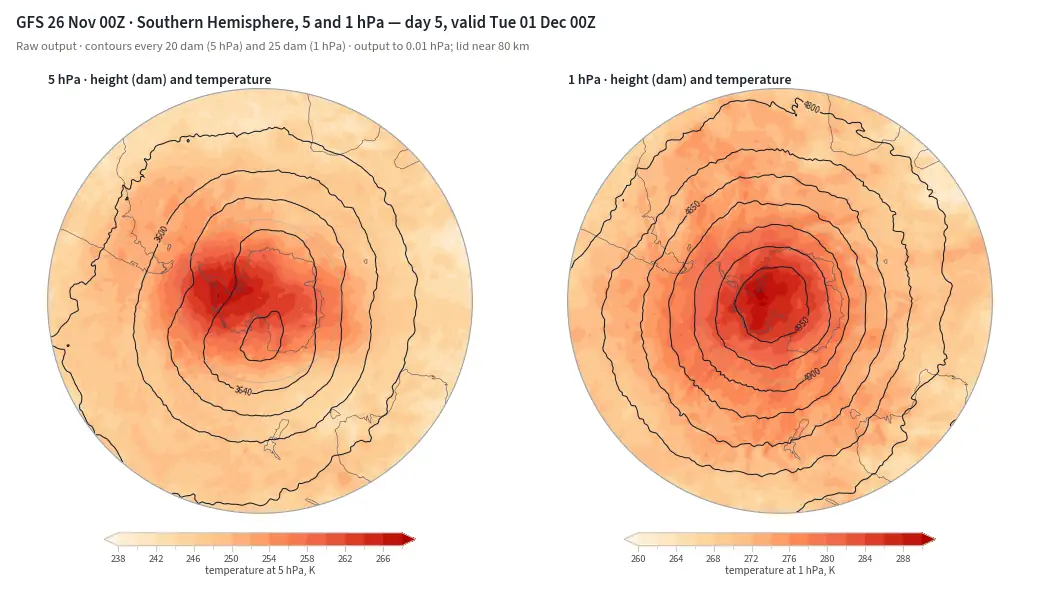 GFS 26 Nov 00Z · Southern Hemisphere, 5 and 1 hPa — day 5, valid Tue 01 Dec 00Z
Raw output · contours every 20 dam (5 hPa) and 25 dam (1 hPa) · output to 0.01 hPa; lid near 80 km
5 hPa · height (dam) and temperature
3600
3640
238 242 246 250 254 258 262 266
temperature at 5 hPa, K
1 hPa · height (dam) and temperature
4800
4850
4950
4900
260 264 268 272 276 280 284 288
temperature at 1 hPa, K